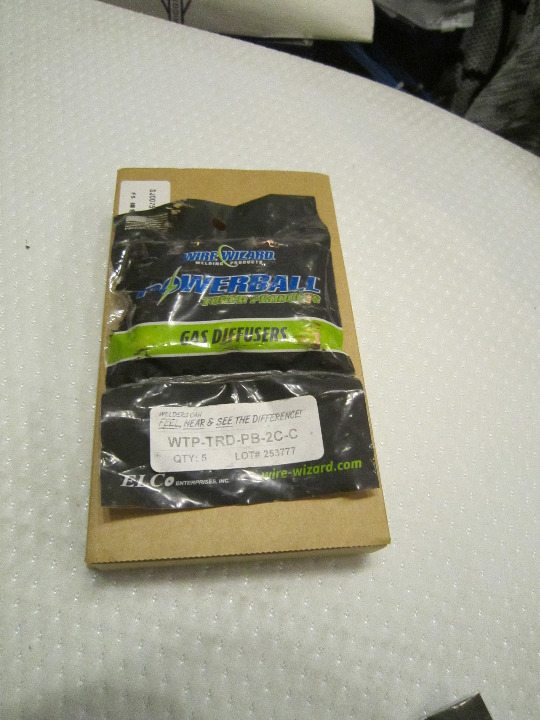 WIRE WIZARD
WELDING PRODUCTS
POWERBALL
GAS DIFFUSERS
WELDERS CAN
FEEL, HEAR & SEE THE DIFFERENCE!
WTP-TRD-PB-2C-C
QTY: 5 LOT# 253777
ELCo ENTERPRISES, INC.
wire-wizard.com